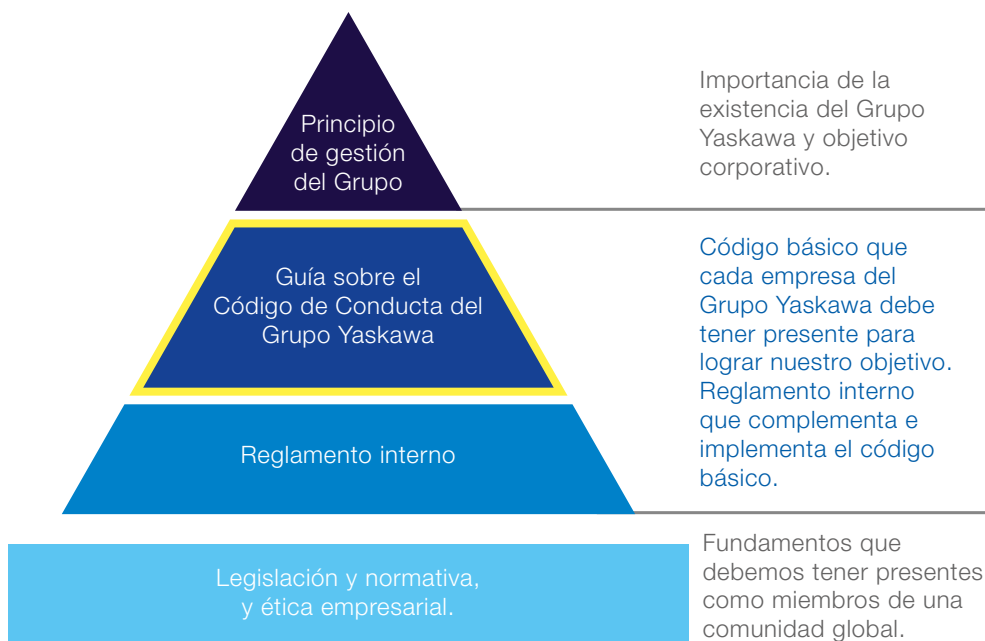 Principio
de gestión
del Grupo
Importancia de la
existencia del Grupo
Yaskawa y objetivo
corporativo.
Guía sobre el
Código de Conducta del
Grupo Yaskawa
Código básico que
cada empresa del
Grupo Yaskawa debe
tener presente para
lograr nuestro objetivo.
Reglamento interno
que complementa e
implementa el código
básico.
Reglamento interno
Legislación y normativa,
y ética empresarial.
Fundamentos que
debemos tener presentes
como miembros de una
comunidad global.